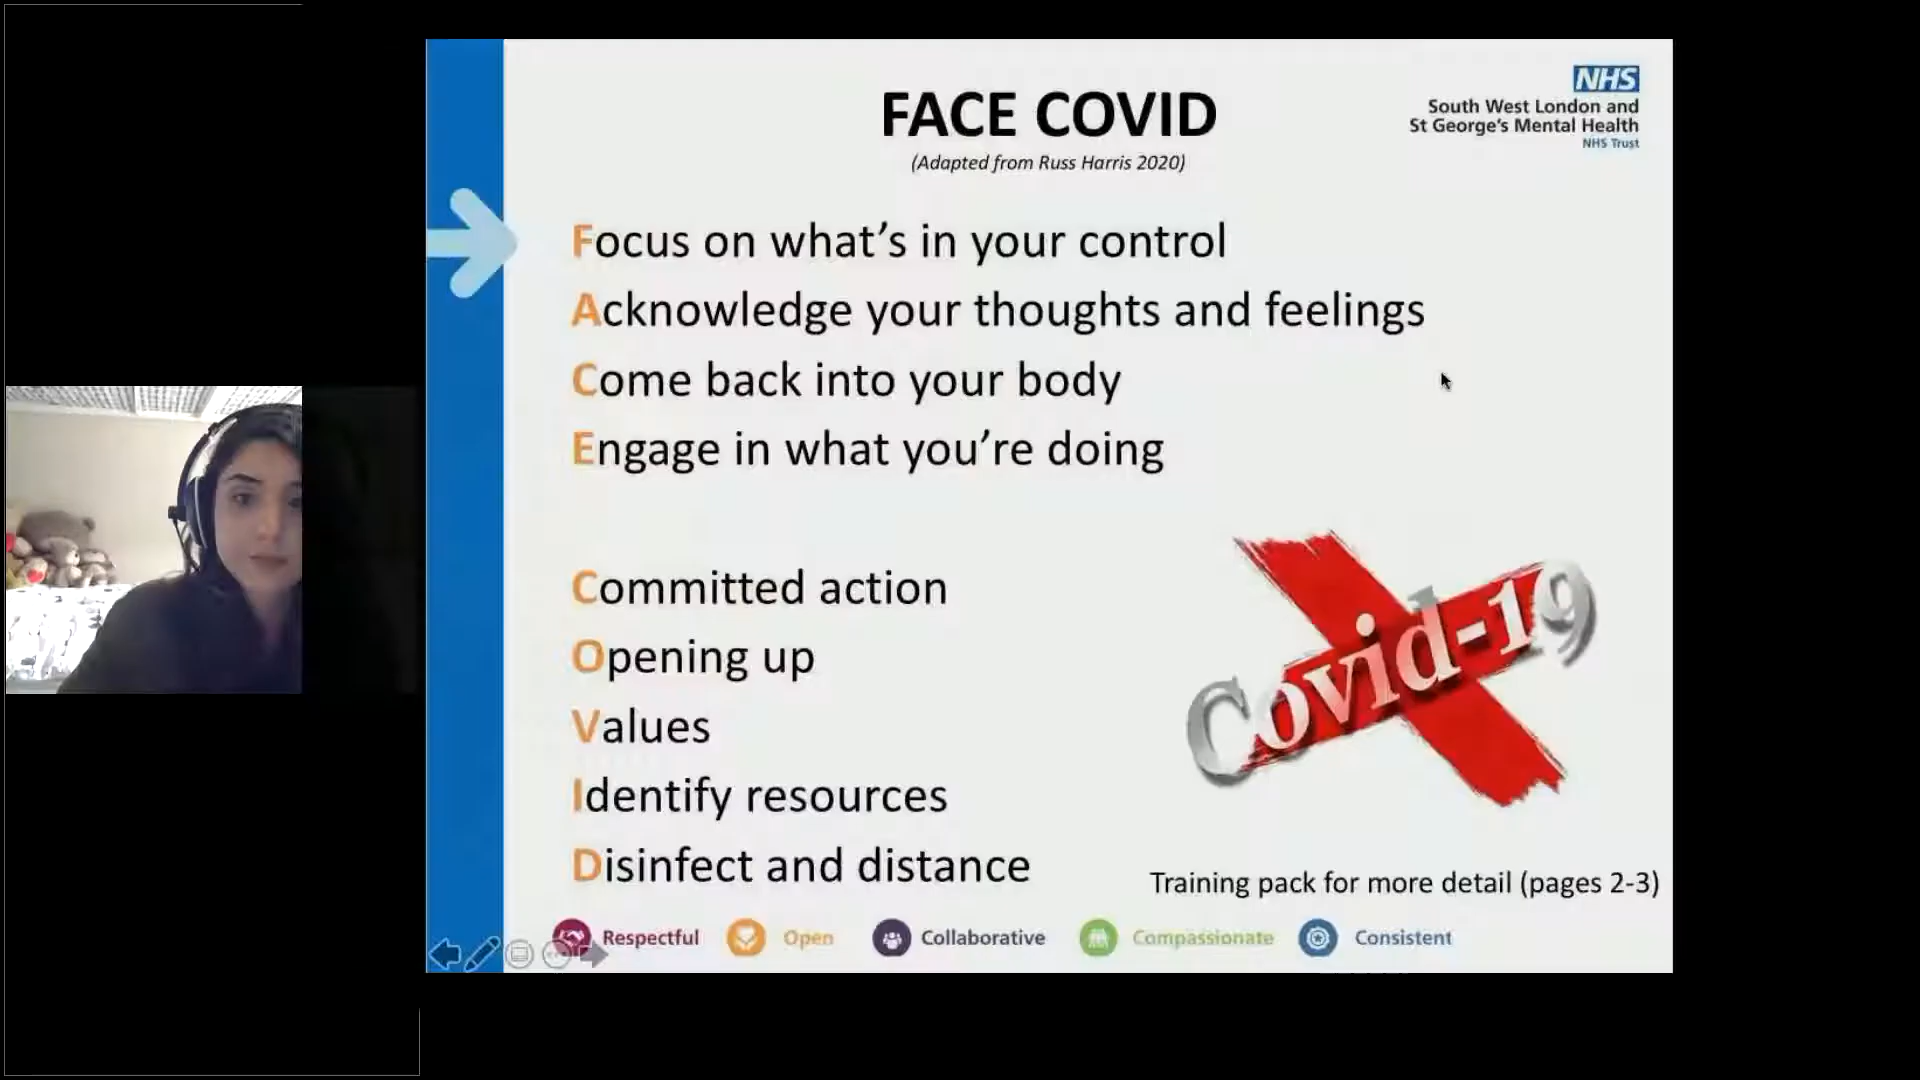 FACE COVID
(Adapted from Russ Harris 2020)
NHS
South West London and
St George's Mental Health
NHS Trust
Focus on what's in your control
Acknowledge your thoughts and feelings
Come back into your body
Engage in what you're doing
Committed action
Opening up
Values
Identify resources
Disinfect and distance
Covid-19
Training pack for more detail (pages 2-3)
Respectful Open Collaborative Compassionate Consistent